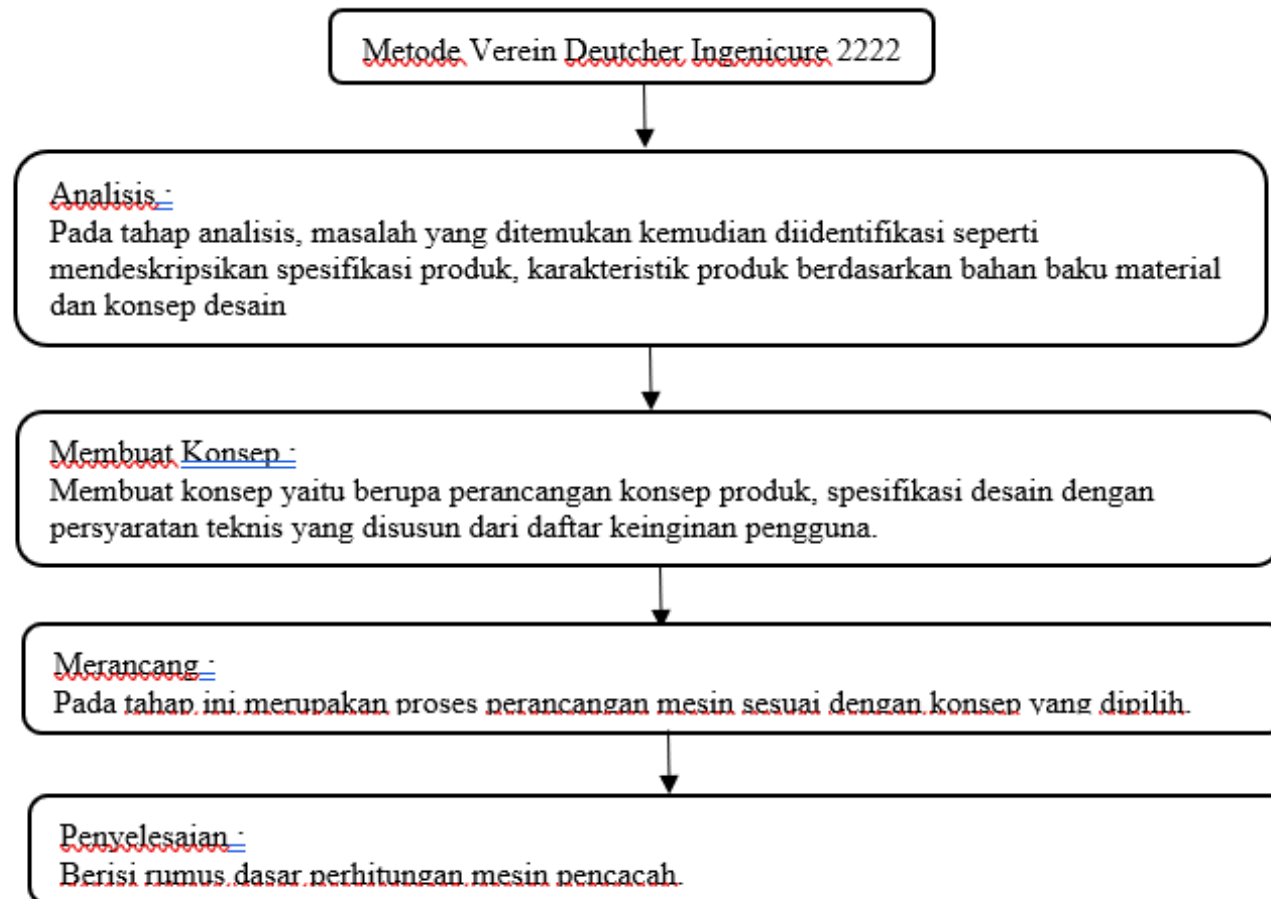 Metode Verein Deutcher Ingenicure 2222
Analisis :
Pada tahap analisis, masalah yang ditemukan kemudian diidentifikasi seperti
mendeskripsikan spesifikasi produk, karakteristik produk berdasarkan bahan baku material
dan konsep desain
Membuat Konsep :
Membuat konsep yaitu berupa perancangan konsep produk, spesifikasi desain dengan
persyaratan teknis yang disusun dari daftar keinginan pengguna.
Merancang :
Pada tahap ini merupakan proses perancangan mesin sesuai dengan konsep yang dipilih.
Penyelesaian :
Berisi rumus dasar perhitungan mesin pencacah.